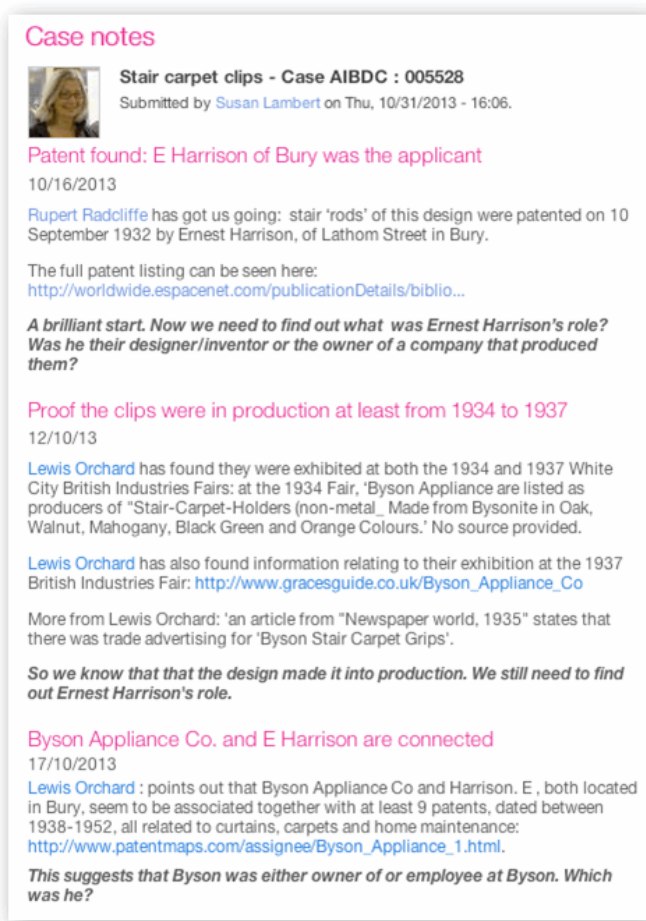 Case notes
Stair carpet clips - Case AIBDC : 005528
Submitted by Susan Lambert on Thu, 10/31/2013 - 16:06.
Patent found: E Harrison of Bury was the applicant
10/16/2013
Rupert Radcliffe has got us going:  stair ‘rods’ of this design were patented on 10
September 1932 by Ernest Harrison, of Lathom Street in Bury.
The full patent listing can be seen here:
http://worldwide.espacenet.com/publicationDetails/biblio...
A brilliant start. Now we need to find out what  was Ernest Harrison's role?
Was he their designer/inventor or the owner of a company that produced
them?
Proof the clips were in production at least from 1934 to 1937
12/10/13
Lewis Orchard has found they were exhibited at both the 1934 and 1937 White
City British Industries Fairs: at the 1934 Fair, ‘Byson Appliance are listed as
producers of "Stair-Carpet-Holders (non-metal_ Made from Bysonite in Oak,
Walnut, Mahogany, Black Green and Orange Colours.’ No source provided.
Lewis Orchard has also found information relating to their exhibition at the 1937
British Industries Fair: http://www.gracesguide.co.uk/Byson_Appliance_Co
More from Lewis Orchard: 'an article from "Newspaper world, 1935" states that
there was trade advertising for 'Byson Stair Carpet Grips'.
So we know that that the design made it into production. We still need to find
out Ernest Harrison's role.
Byson Appliance Co. and E Harrison are connected
17/10/2013
Lewis Orchard : points out that Byson Appliance Co and Harrison. E , both located
in Bury, seem to be associated together with at least 9 patents, dated between
1938-1952, all related to curtains, carpets and home maintenance:
http://www.patentmaps.com/assignee/Byson_Appliance_1.html.
This suggests that Byson was either owner of or employee at Byson. Which
was he?